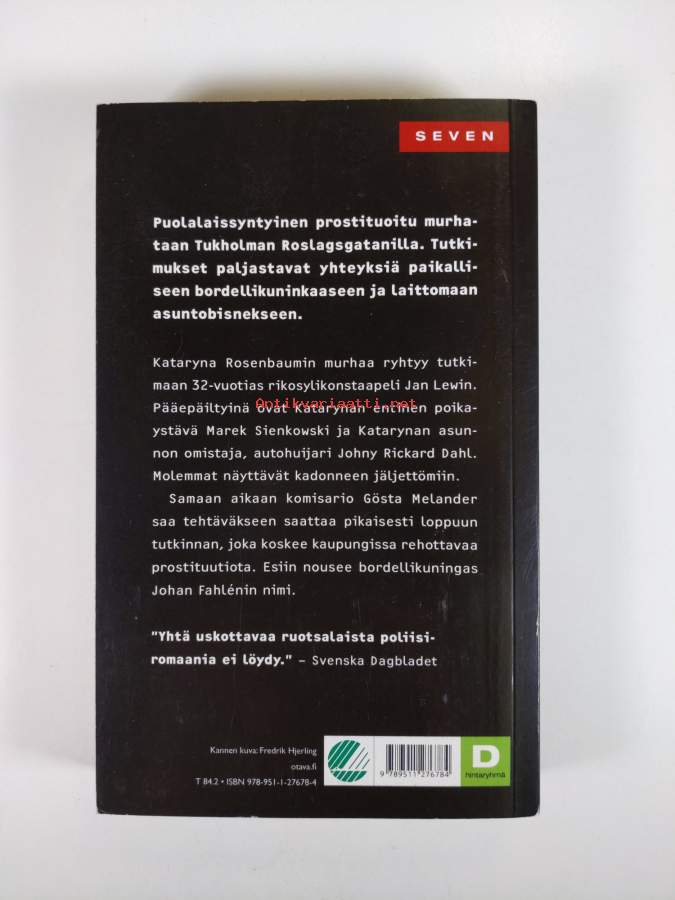 SEVEN
Puolalaissyntyinen prostituoitu murha-
taan Tukholman Roslagsgatanilla. Tutki-
mukset paljastavat yhteyksiä paikalli-
seen bordellikuninkaaseen ja laittomaan
asuntobisnekseen.
Kataryna Rosenbaumin murhaa ryhtyy tutki-
maan 32-vuotias rikosylikonstaapeli Jan Lewin.
Antikvariaatti.net
Pääepäiltyinä ovat Katarynan entinen poika-
ystävä Marek Sienkowski ja Katarynan asun-
non omistaja, autohuijari Johny Rickard Dahl.
Molemmat näyttävät kadonneen jäljettömiin.
Samaan aikaan komisario Gösta Melander
saa tehtäväkseen saattaa pikaisesti loppuun
tutkinnan, joka koskee kaupungissa rehottavaa
prostituutiota. Esiin nousee bordellikuningas
Johan Fahlénin nimi.
"Yhtä uskottavaa ruotsalaista poliisi-
romaania ei löydy." – Svenska Dagbladet
Kannen kuva: Fredrik Hjerling
otava.fi
T 84.2 • ISBN 978-951-1-27678-4
9 789511 276784
D
hintaryhmä